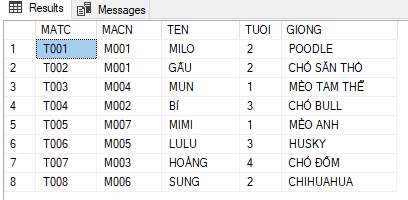 Results Messages
MATC MACN TEN TUOI GIONG
1 T001 M001 MILO 2 POODLE
2 T002 M001 GẤU 2 CHÓ SĂN THỎ
3 T003 M004 MUN 1 MÈO TAM THỂ
4 T004 M002 BÍ 3 CHÓ BULL
5 T005 M007 MIMI 1 MÈO ANH
6 T006 M005 LULU 3 HUSKY
7 T007 M003 HOÀNG 4 CHÓ ĐỐM
8 T008 M006 SUNG 2 CHIHUAHUA